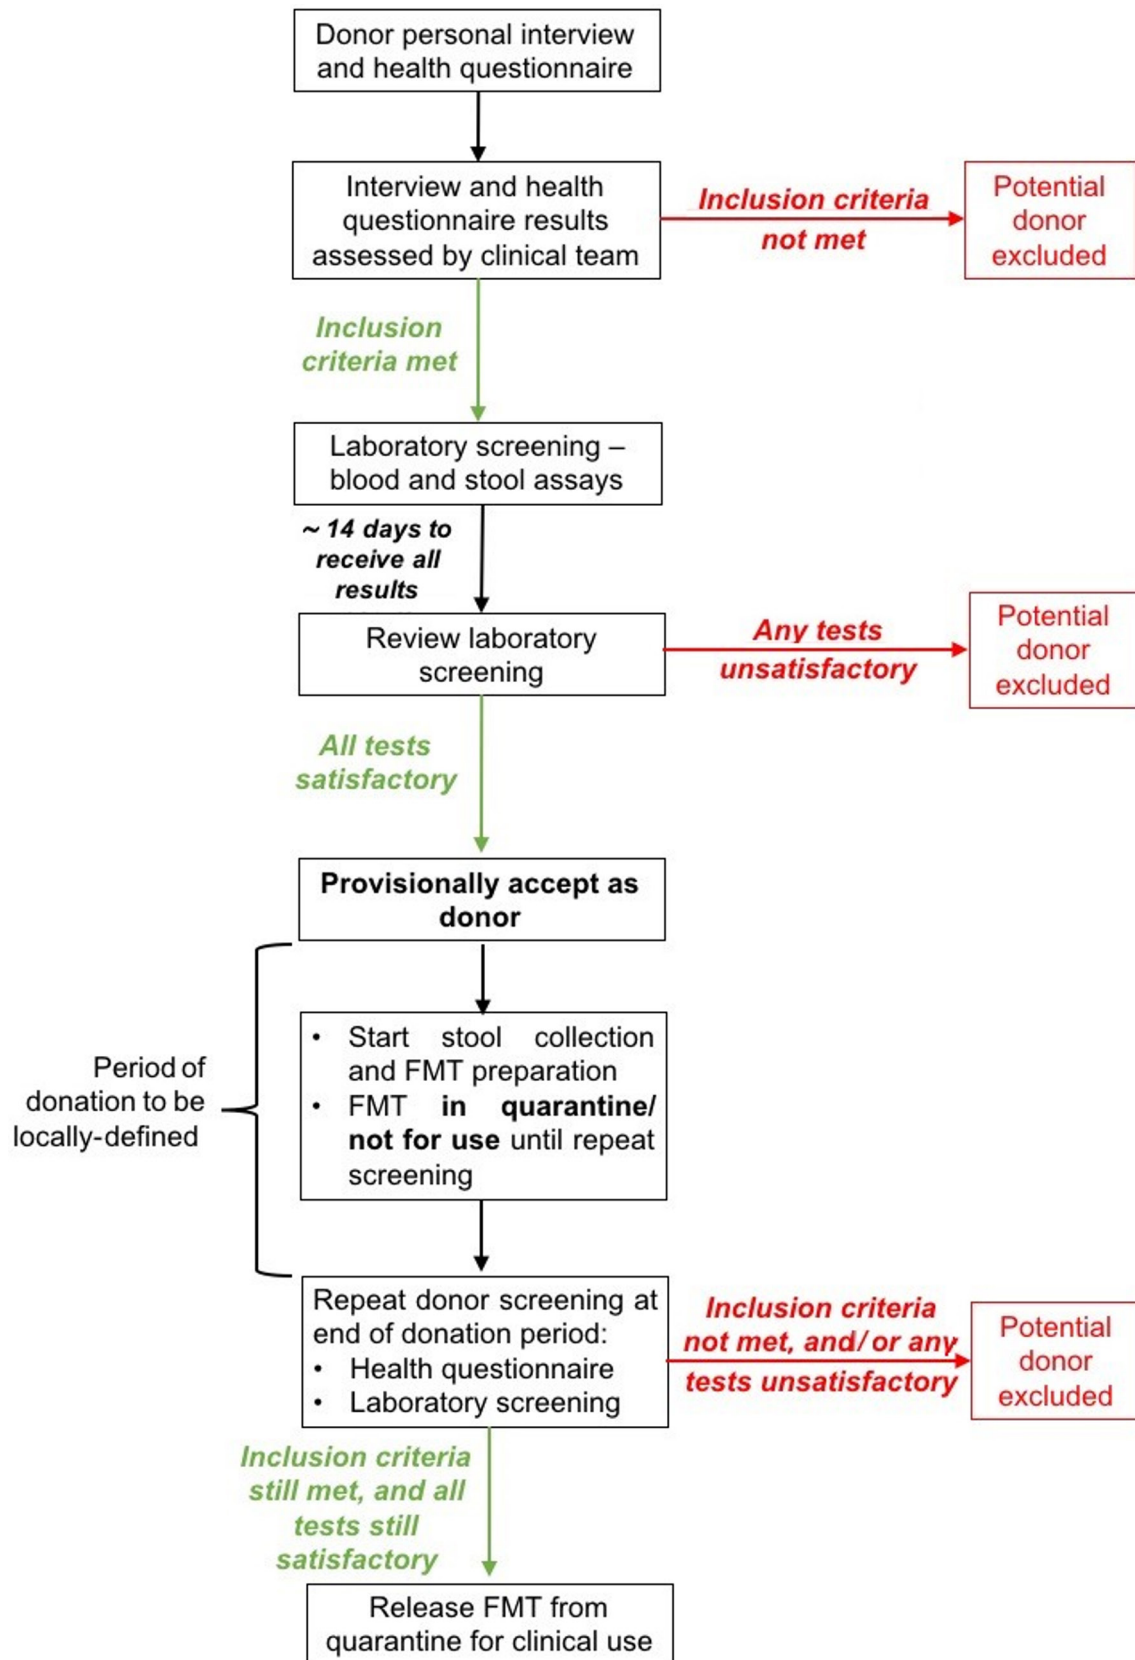 Donor personal interview
and health questionnaire
Interview and health
questionnaire results
assessed by clinical team
Inclusion criteria
not met
Potential
donor
excluded
Inclusion
criteria met
Laboratory screening –
blood and stool assays
~ 14 days to
receive all
results
Review laboratory
screening
Any tests
unsatisfactory
Potential
donor
excluded
All tests
satisfactory
Provisionally accept as
donor
Period of
donation to be
locally-defined
• Start stool collection
and FMT preparation
• FMT in quarantine/
not for use until repeat
screening
Repeat donor screening at
end of donation period:
• Health questionnaire
• Laboratory screening
Inclusion criteria
not met, and/ or any
tests unsatisfactory
Potential
donor
excluded
Inclusion criteria
still met, and all
tests still
satisfactory
Release FMT from
quarantine for clinical use